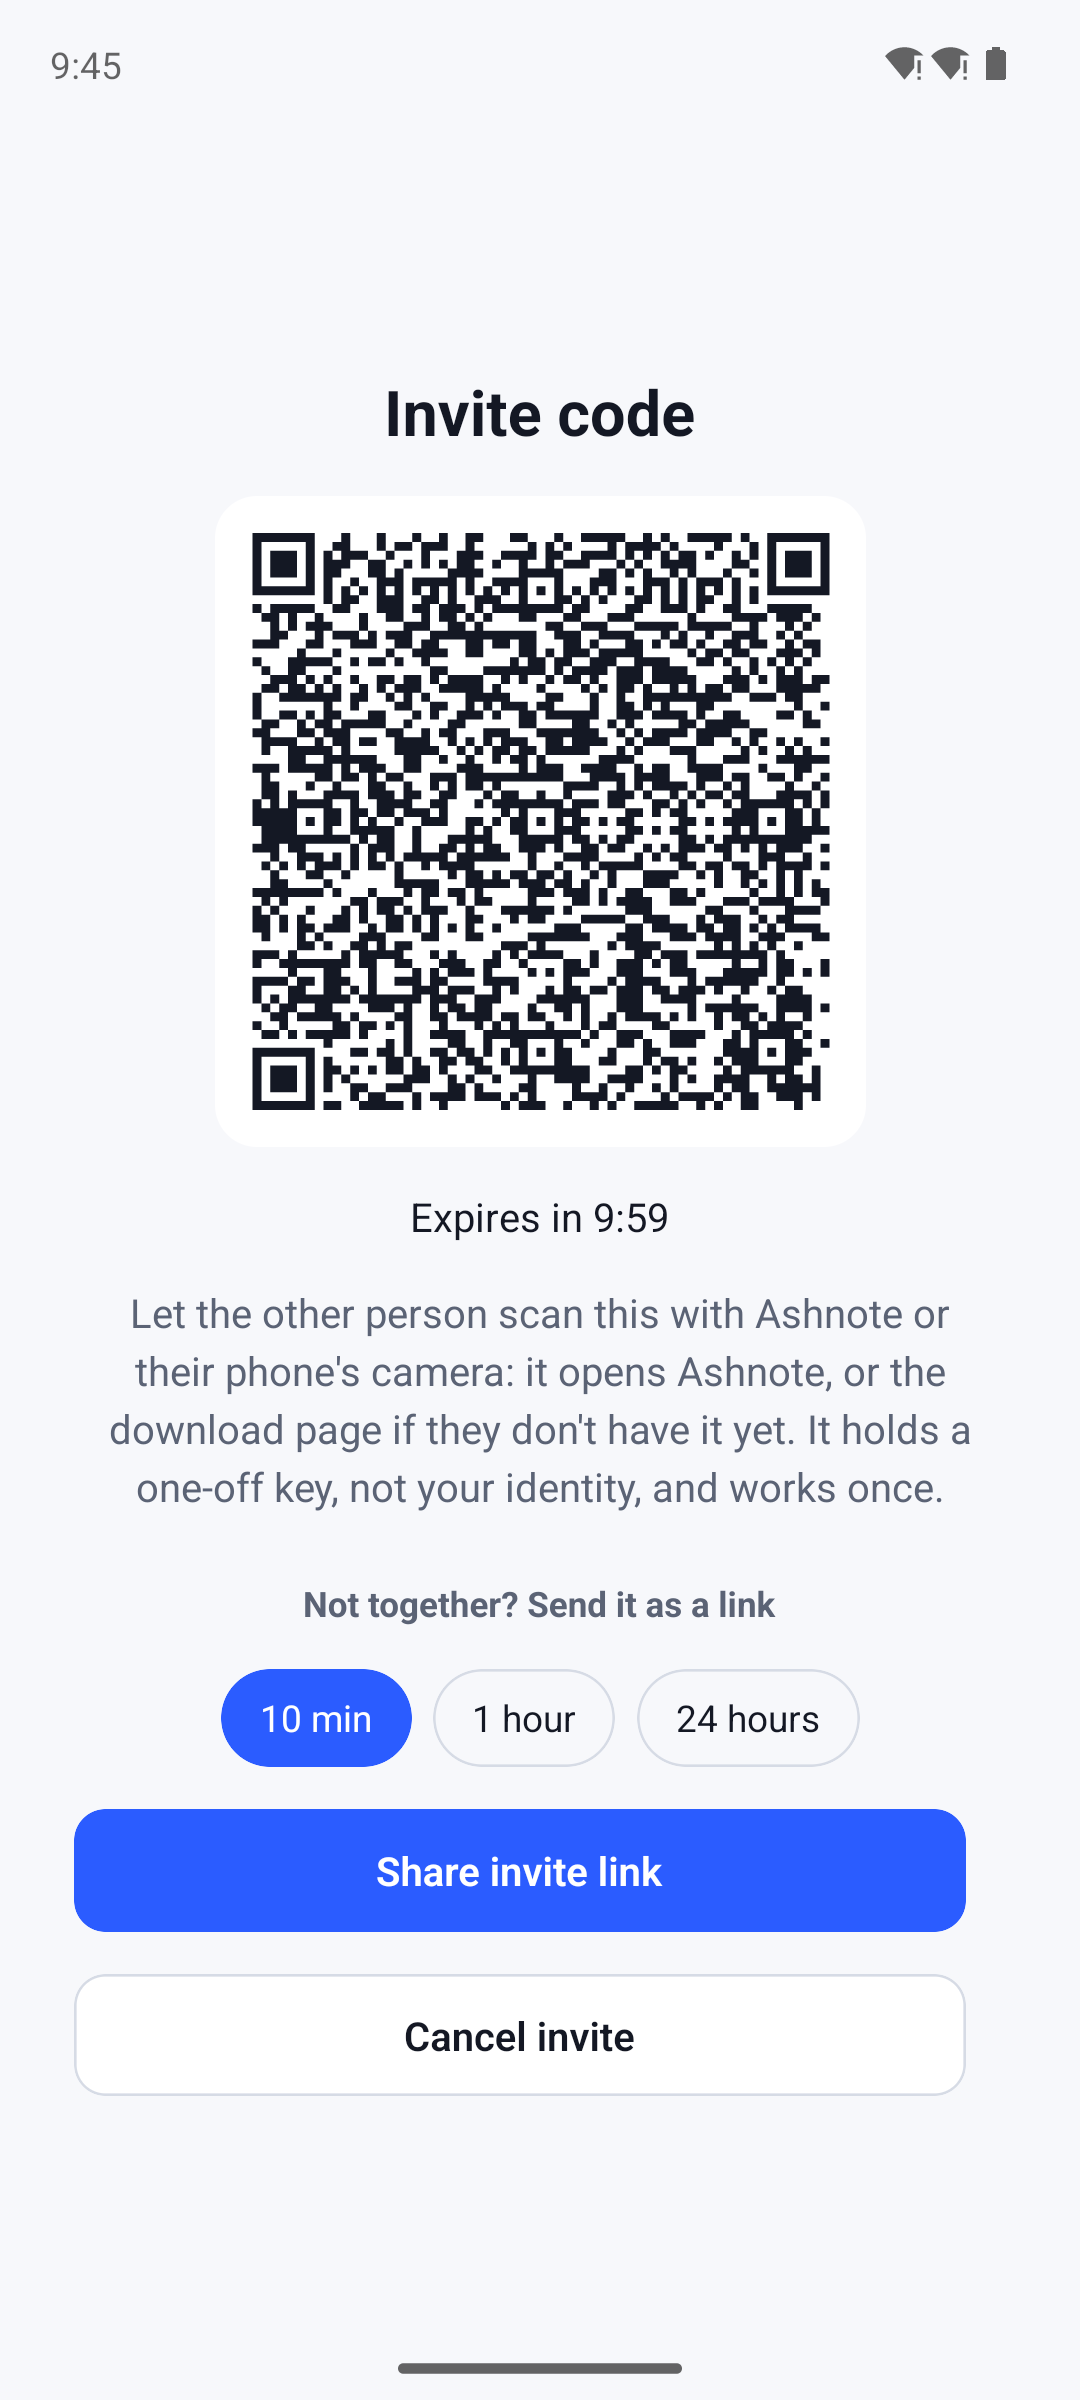 9:45
Invite code
Expires in 9:59
Let the other person scan this with Ashnote or
their phone's camera: it opens Ashnote, or the
download page if they don't have it yet. It holds a
one-off key, not your identity, and works once.
Not together? Send it as a link
10 min
1 hour
24 hours
Share invite link
Cancel invite